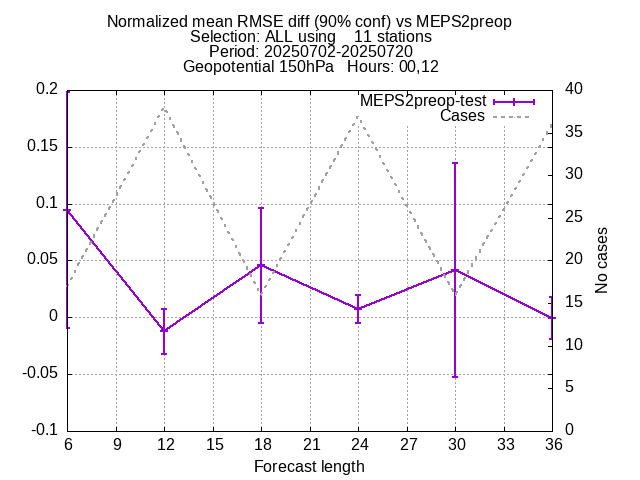 Normalized mean RMSE diff (90% conf) vs MEPS2preop
Selection: ALL using    11 stations
Period: 20250702-20250720
Geopotential 150hPa   Hours: 00,12
MEPS2preop-test
Cases
0.2
0.15
0.1
0.05
0
-0.05
-0.1
40
35
30
25
20
15
10
5
0
No cases
6 9 12 15 18 21 24 27 30 33 36
Forecast length